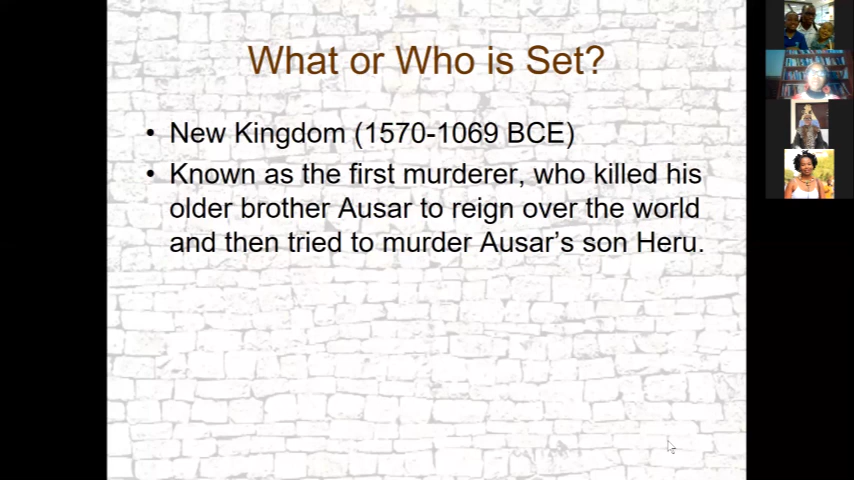 What or Who is Set?
• New Kingdom (1570-1069 BCE)
• Known as the first murderer, who killed his
older brother Ausar to reign over the world
and then tried to murder Ausar's son Heru.